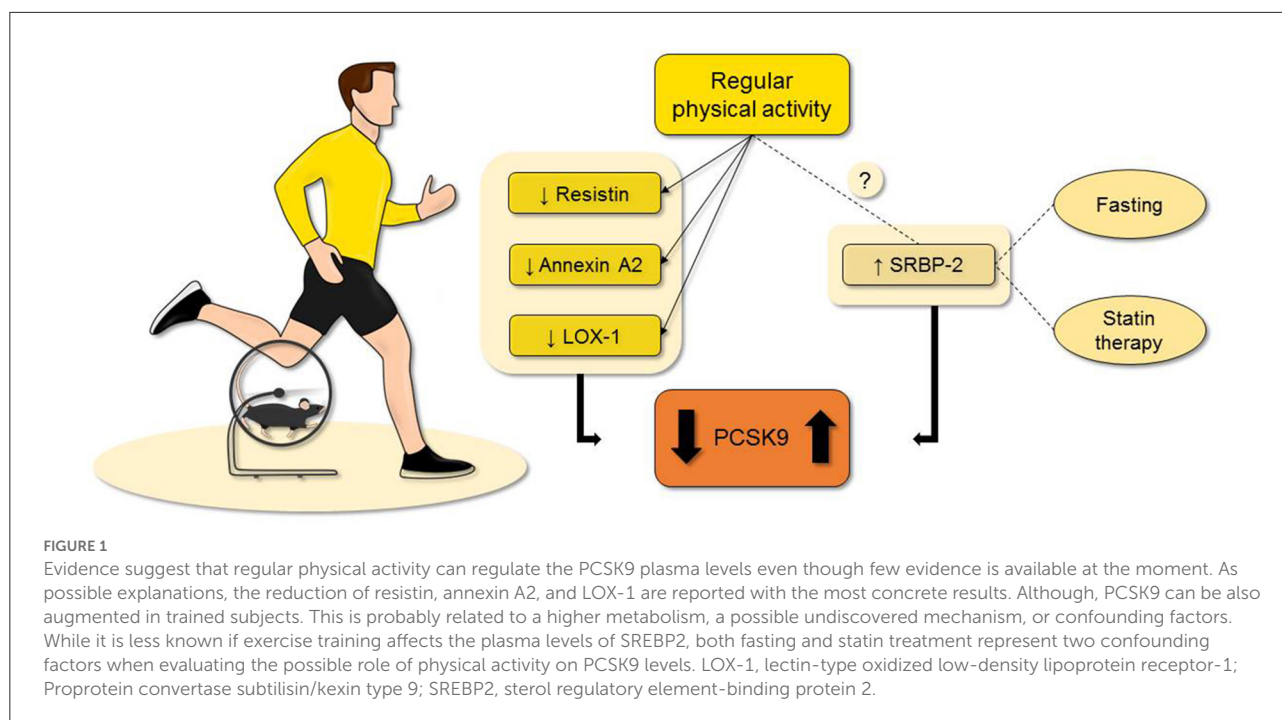 Regular
physical activity
?
↓ Resistin
↓ Annexin A2
↓ LOX-1
↑ SRBP-2
Fasting
Statin
therapy
PCSK9
FIGURE 1
Evidence suggest that regular physical activity can regulate the PCSK9 plasma levels even though few evidence is available at the moment. As
possible explanations, the reduction of resistin, annexin A2, and LOX-1 are reported with the most concrete results. Although, PCSK9 can be also
augmented in trained subjects. This is probably related to a higher metabolism, a possible undiscovered mechanism, or confounding factors.
While it is less known if exercise training affects the plasma levels of SREBP2, both fasting and statin treatment represent two confounding
factors when evaluating the possible role of physical activity on PCSK9 levels. LOX-1, lectin-type oxidized low-density lipoprotein receptor-1;
Proprotein convertase subtilisin/kexin type 9; SREBP2, sterol regulatory element-binding protein 2.